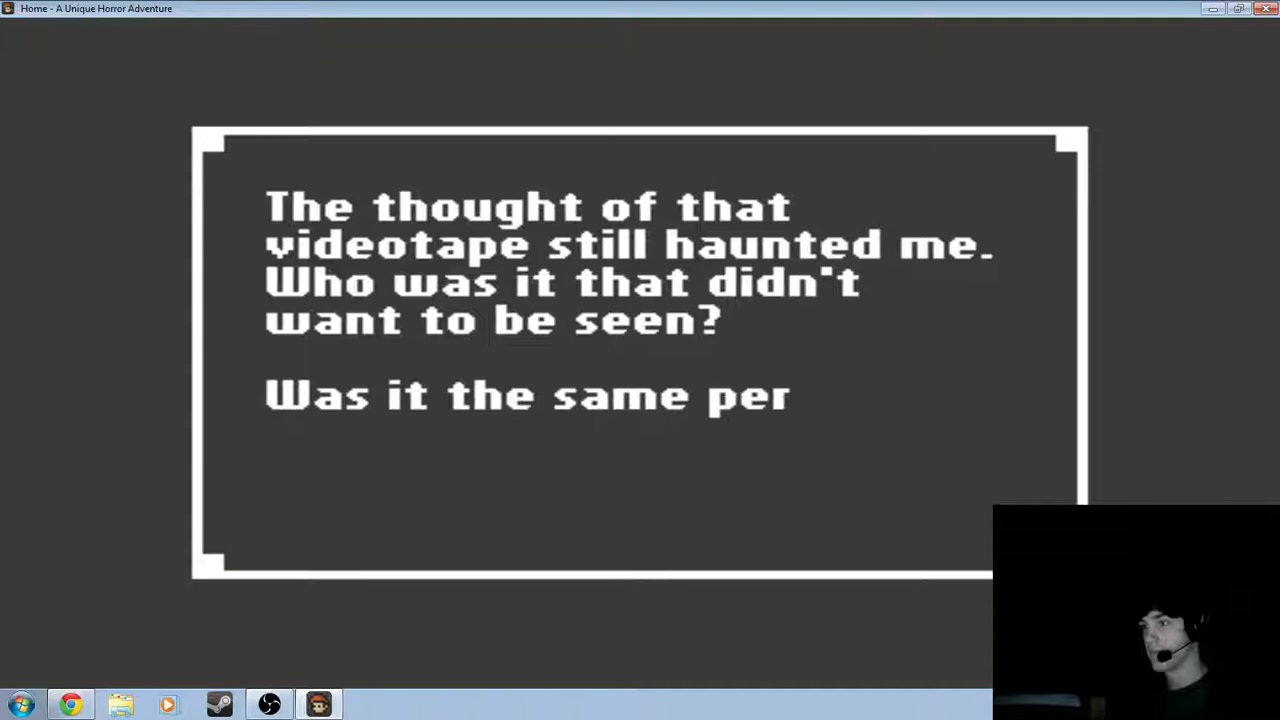 Home - A Unique Horror Adventure
The thought of that
videotape still haunted me.
Who was it that didn't
want to be seen?
Was it the same per